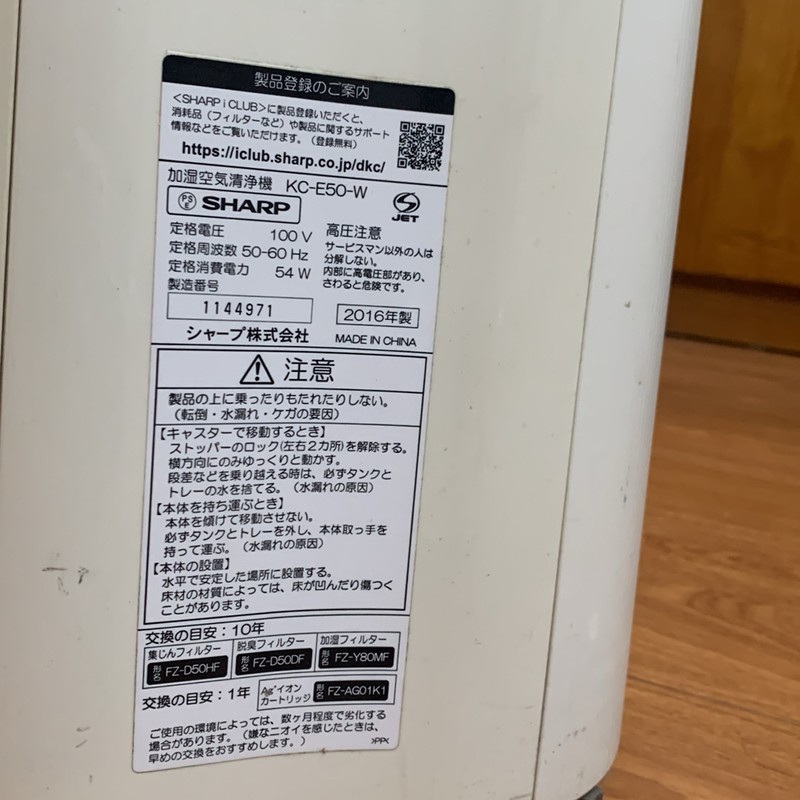 製品登録のご案内
<SHARP i CLUB>に製品登録いただくと、
消耗品（フィルターなど）や製品に関するサポート
情報などをご覧いただけます。（登録無料）
https://iclub.sharp.co.jp/dkc/
加湿空気清浄機 KC-E50-W
PSE SHARP
JET
定格電圧 100 V
定格周波数 50-60 Hz
定格消費電力 54 W
製造番号
1144971
シャープ株式会社
高圧注意
サービスマン以外の人は
分解しない。
内部に高電圧部があり、
さわると危険です。
2016年製
MADE IN CHINA
注意
製品の上に乗ったりもたれたりしない。
（転倒・水漏れ・ケガの要因）
【キャスターで移動するとき】
ストッパーのロック(左右２カ所)を解除する。
横方向にのみゆっくりと動かす。
段差などを乗り越える時は、必ずタンクと
トレーの水を捨てる。（水漏れの原因）
【本体を持ち運ぶとき】
本体を傾けて移動させない。
必ずタンクとトレーを外し、本体取っ手を
持って運ぶ。（水漏れの原因）
【本体の設置】
水平で安定した場所に設置する。
床材の材質によっては、床が凹んだり傷つく
ことがあります。
交換の目安：10年
集じんフィルター 脱臭フィルター 加湿フィルター
形名 FZ-D50HF 形名 FZ-D50DF 形名 FZ-Y80MF
交換の目安：1年
Ag⁺イオン
カートリッジ
形名 FZ-AG01K1
ご使用の環境によっては、数ヶ月程度で劣化する
場合があります。（嫌なニオイを感じたときは、
早めの交換をおすすめします。）
>PP<